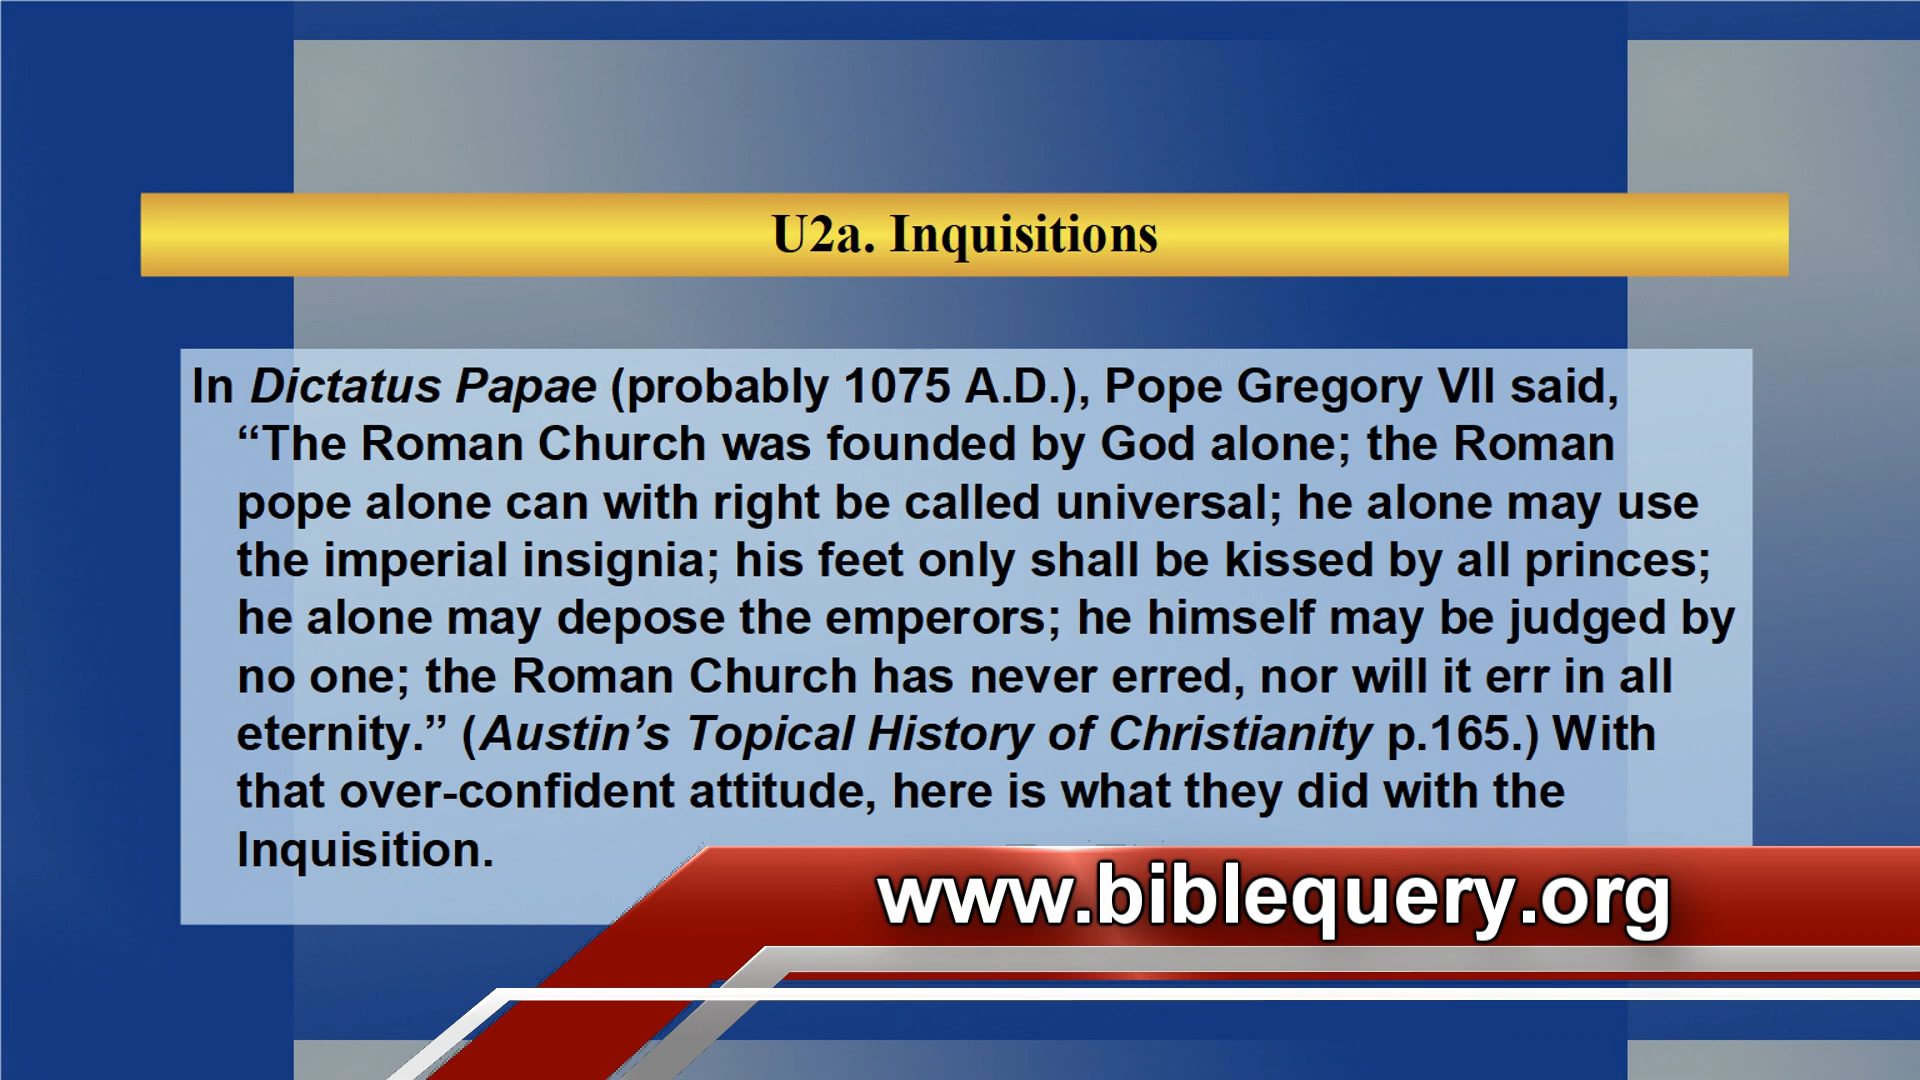 U2a. Inquisitions
In Dictatus Papae (probably 1075 A.D.), Pope Gregory VII said,
“The Roman Church was founded by God alone; the Roman
pope alone can with right be called universal; he alone may use
the imperial insignia; his feet only shall be kissed by all princes;
he alone may depose the emperors; he himself may be judged by
no one; the Roman Church has never erred, nor will it err in all
eternity.” (Austin’s Topical History of Christianity p.165.) With
that over-confident attitude, here is what they did with the
Inquisition.
www.biblequery.org